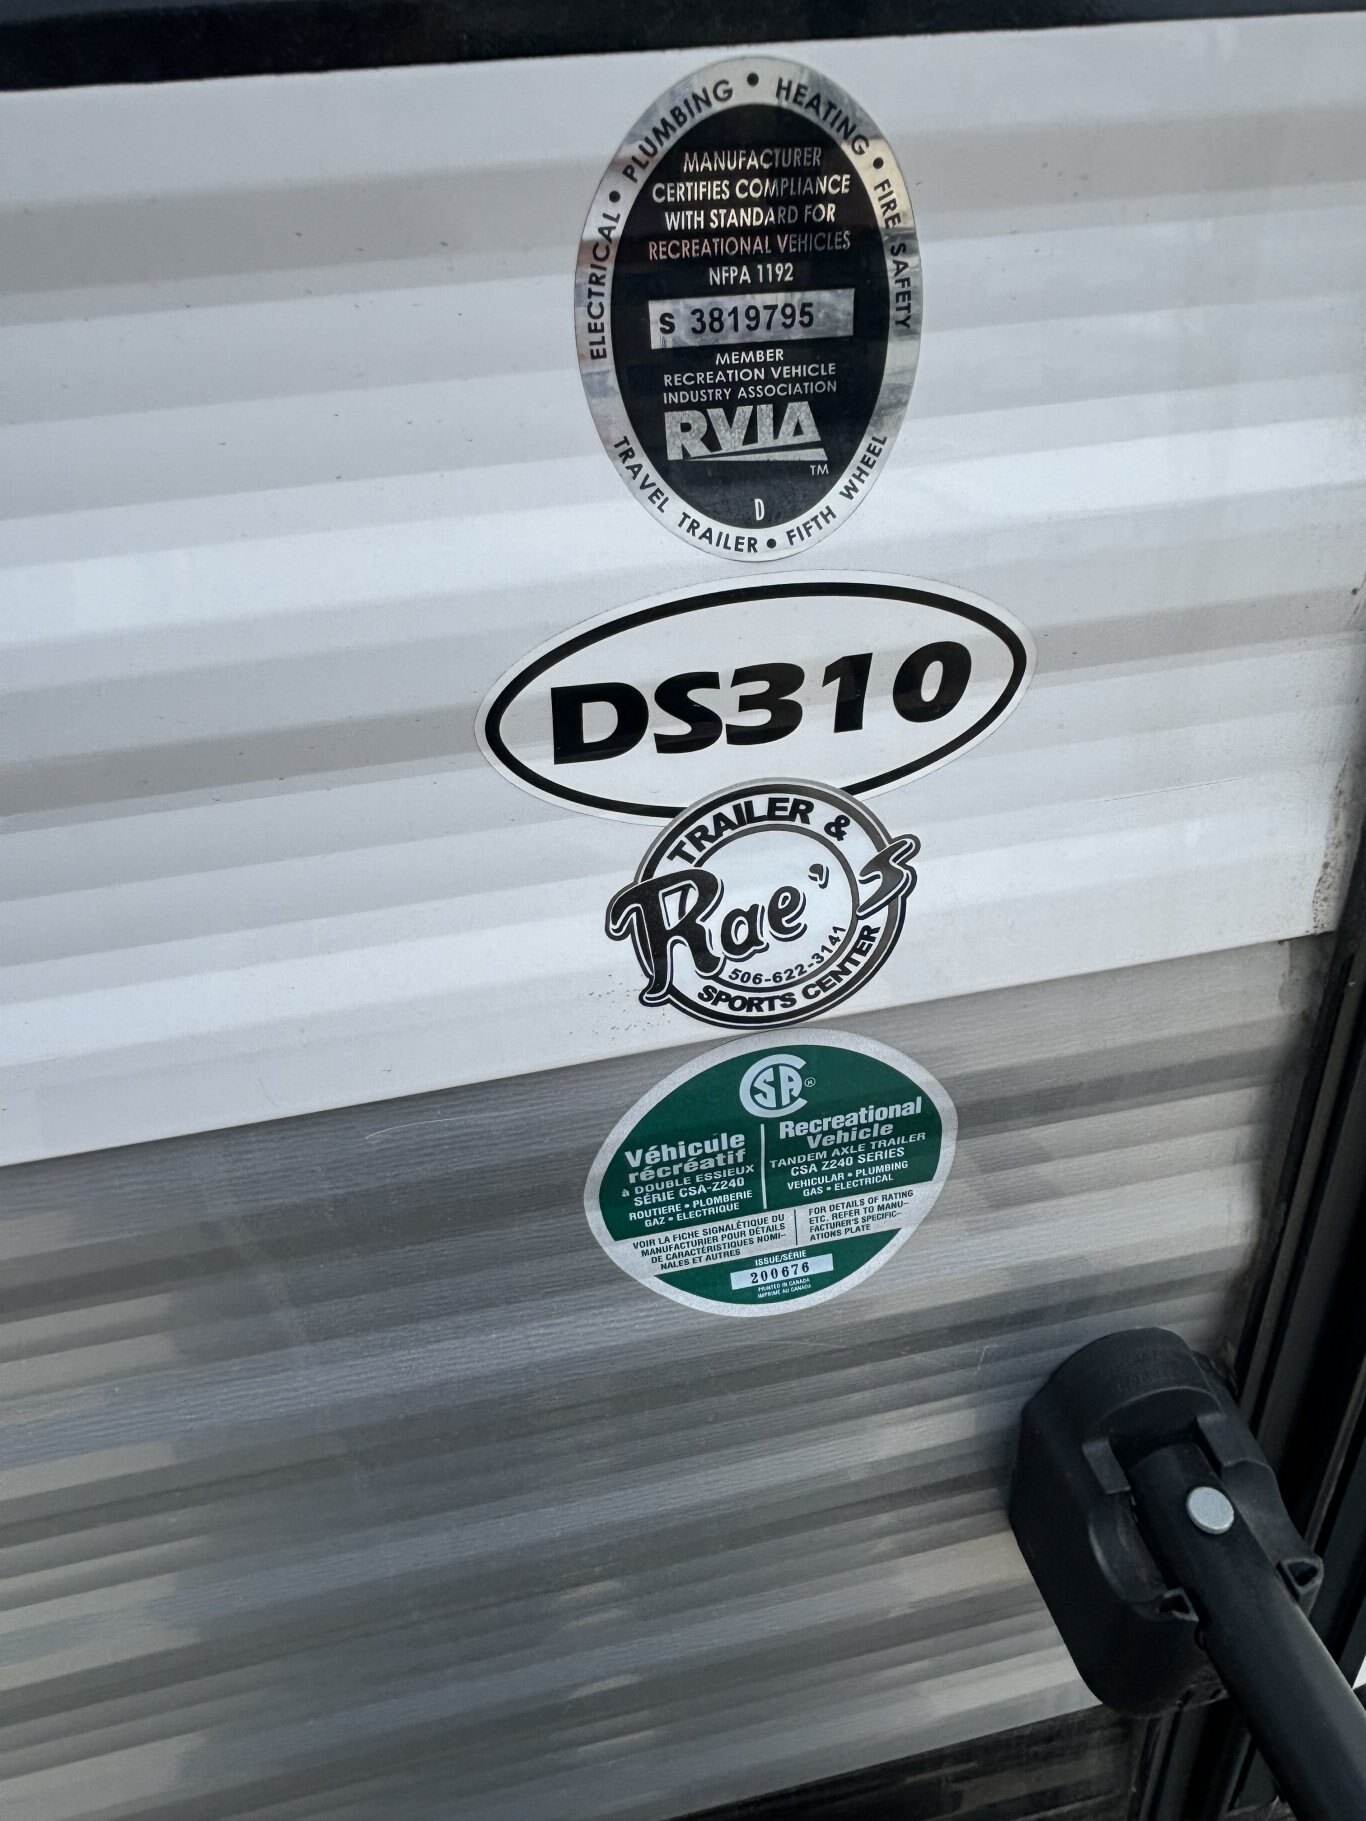 ELECTRICAL • PLUMBING • HEATING • FIRE SAFETY
MANUFACTURER
CERTIFIES COMPLIANCE
WITH STANDARD FOR
RECREATIONAL VEHICLES
NFPA 1192
S 3819795
MEMBER
RECREATION VEHICLE
INDUSTRY ASSOCIATION
RVIA
TM
D
TRAVEL TRAILER • FIFTH WHEEL
DS310
TRAILER &
Rae's
506-622-3141
SPORTS CENTER
CSA®
Véhicule
récréatif
à DOUBLE ESSIEUX
SÉRIE CSA-Z240
ROUTIERE • PLOMBERIE
GAZ • ELECTRIQUE
Recreational
Vehicle
TANDEM AXLE TRAILER
CSA Z240 SERIES
VEHICULAR • PLUMBING
GAS • ELECTRICAL
VOIR LA FICHE SIGNALÉTIQUE DU
MANUFACTURIER POUR DÉTAILS
DE CARACTÉRISTIQUES NOMI-
NALES ET AUTRES
FOR DETAILS OF RATING
ETC. REFER TO MANU-
FACTURER'S SPECIFIC-
ATIONS PLATE
ISSUE/SÉRIE
200676
PRINTED IN CANADA
IMPRIMÉ AU CANADA